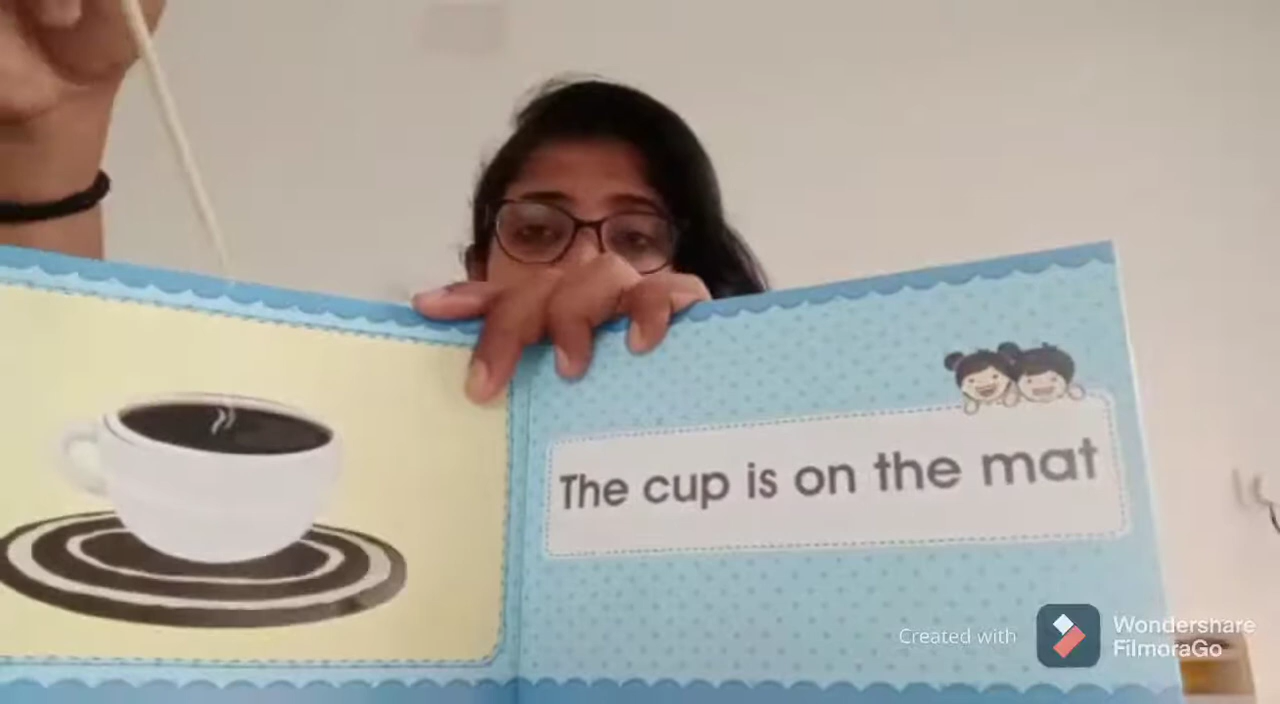 The cup is on the mat
Created with
Wondershare
FilmoraGo